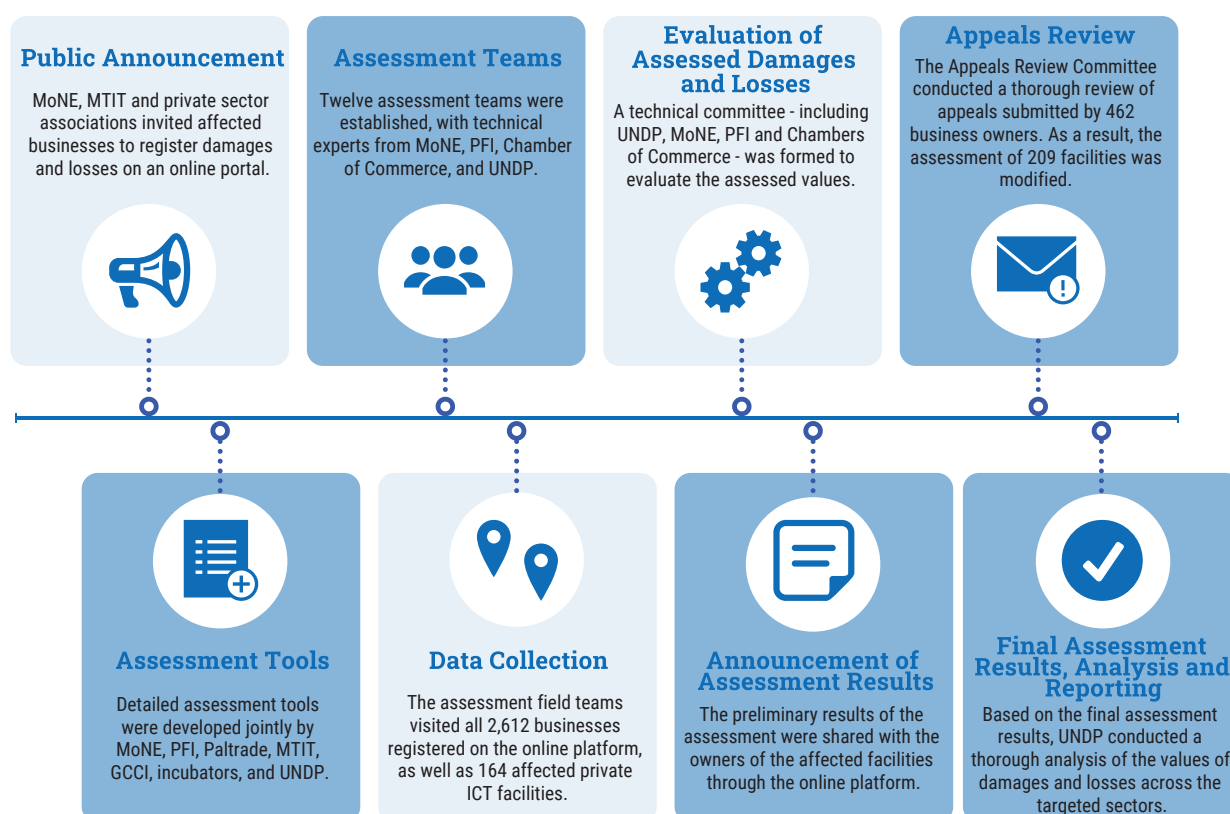 Public Announcement
MoNE, MTIT and private sector
associations invited affected
businesses to register damages
and losses on an online portal.
Assessment Tools
Detailed assessment tools
were developed jointly by
MoNE, PFI, Paltrade, MTIT,
GCCI, incubators, and UNDP.
Assessment Teams
Twelve assessment teams were
established, with technical
experts from MoNE, PFI, Chamber
of Commerce, and UNDP.
Data Collection
The assessment field teams
visited all 2,612 businesses
registered on the online platform,
as well as 164 affected private
ICT facilities.
Evaluation of
Assessed Damages
and Losses
A technical committee - including
UNDP, MoNE, PFI and Chambers
of Commerce - was formed to
evaluate the assessed values.
Announcement of
Assessment Results
The preliminary results of the
assessment were shared with the
owners of the affected facilities
through the online platform.
Appeals Review
The Appeals Review Committee
conducted a thorough review of
appeals submitted by 462
business owners. As a result, the
assessment of 209 facilities was
modified.
Final Assessment
Results, Analysis and
Reporting
Based on the final assessment
results, UNDP conducted a
thorough analysis of the values of
damages and losses across the
targeted sectors.